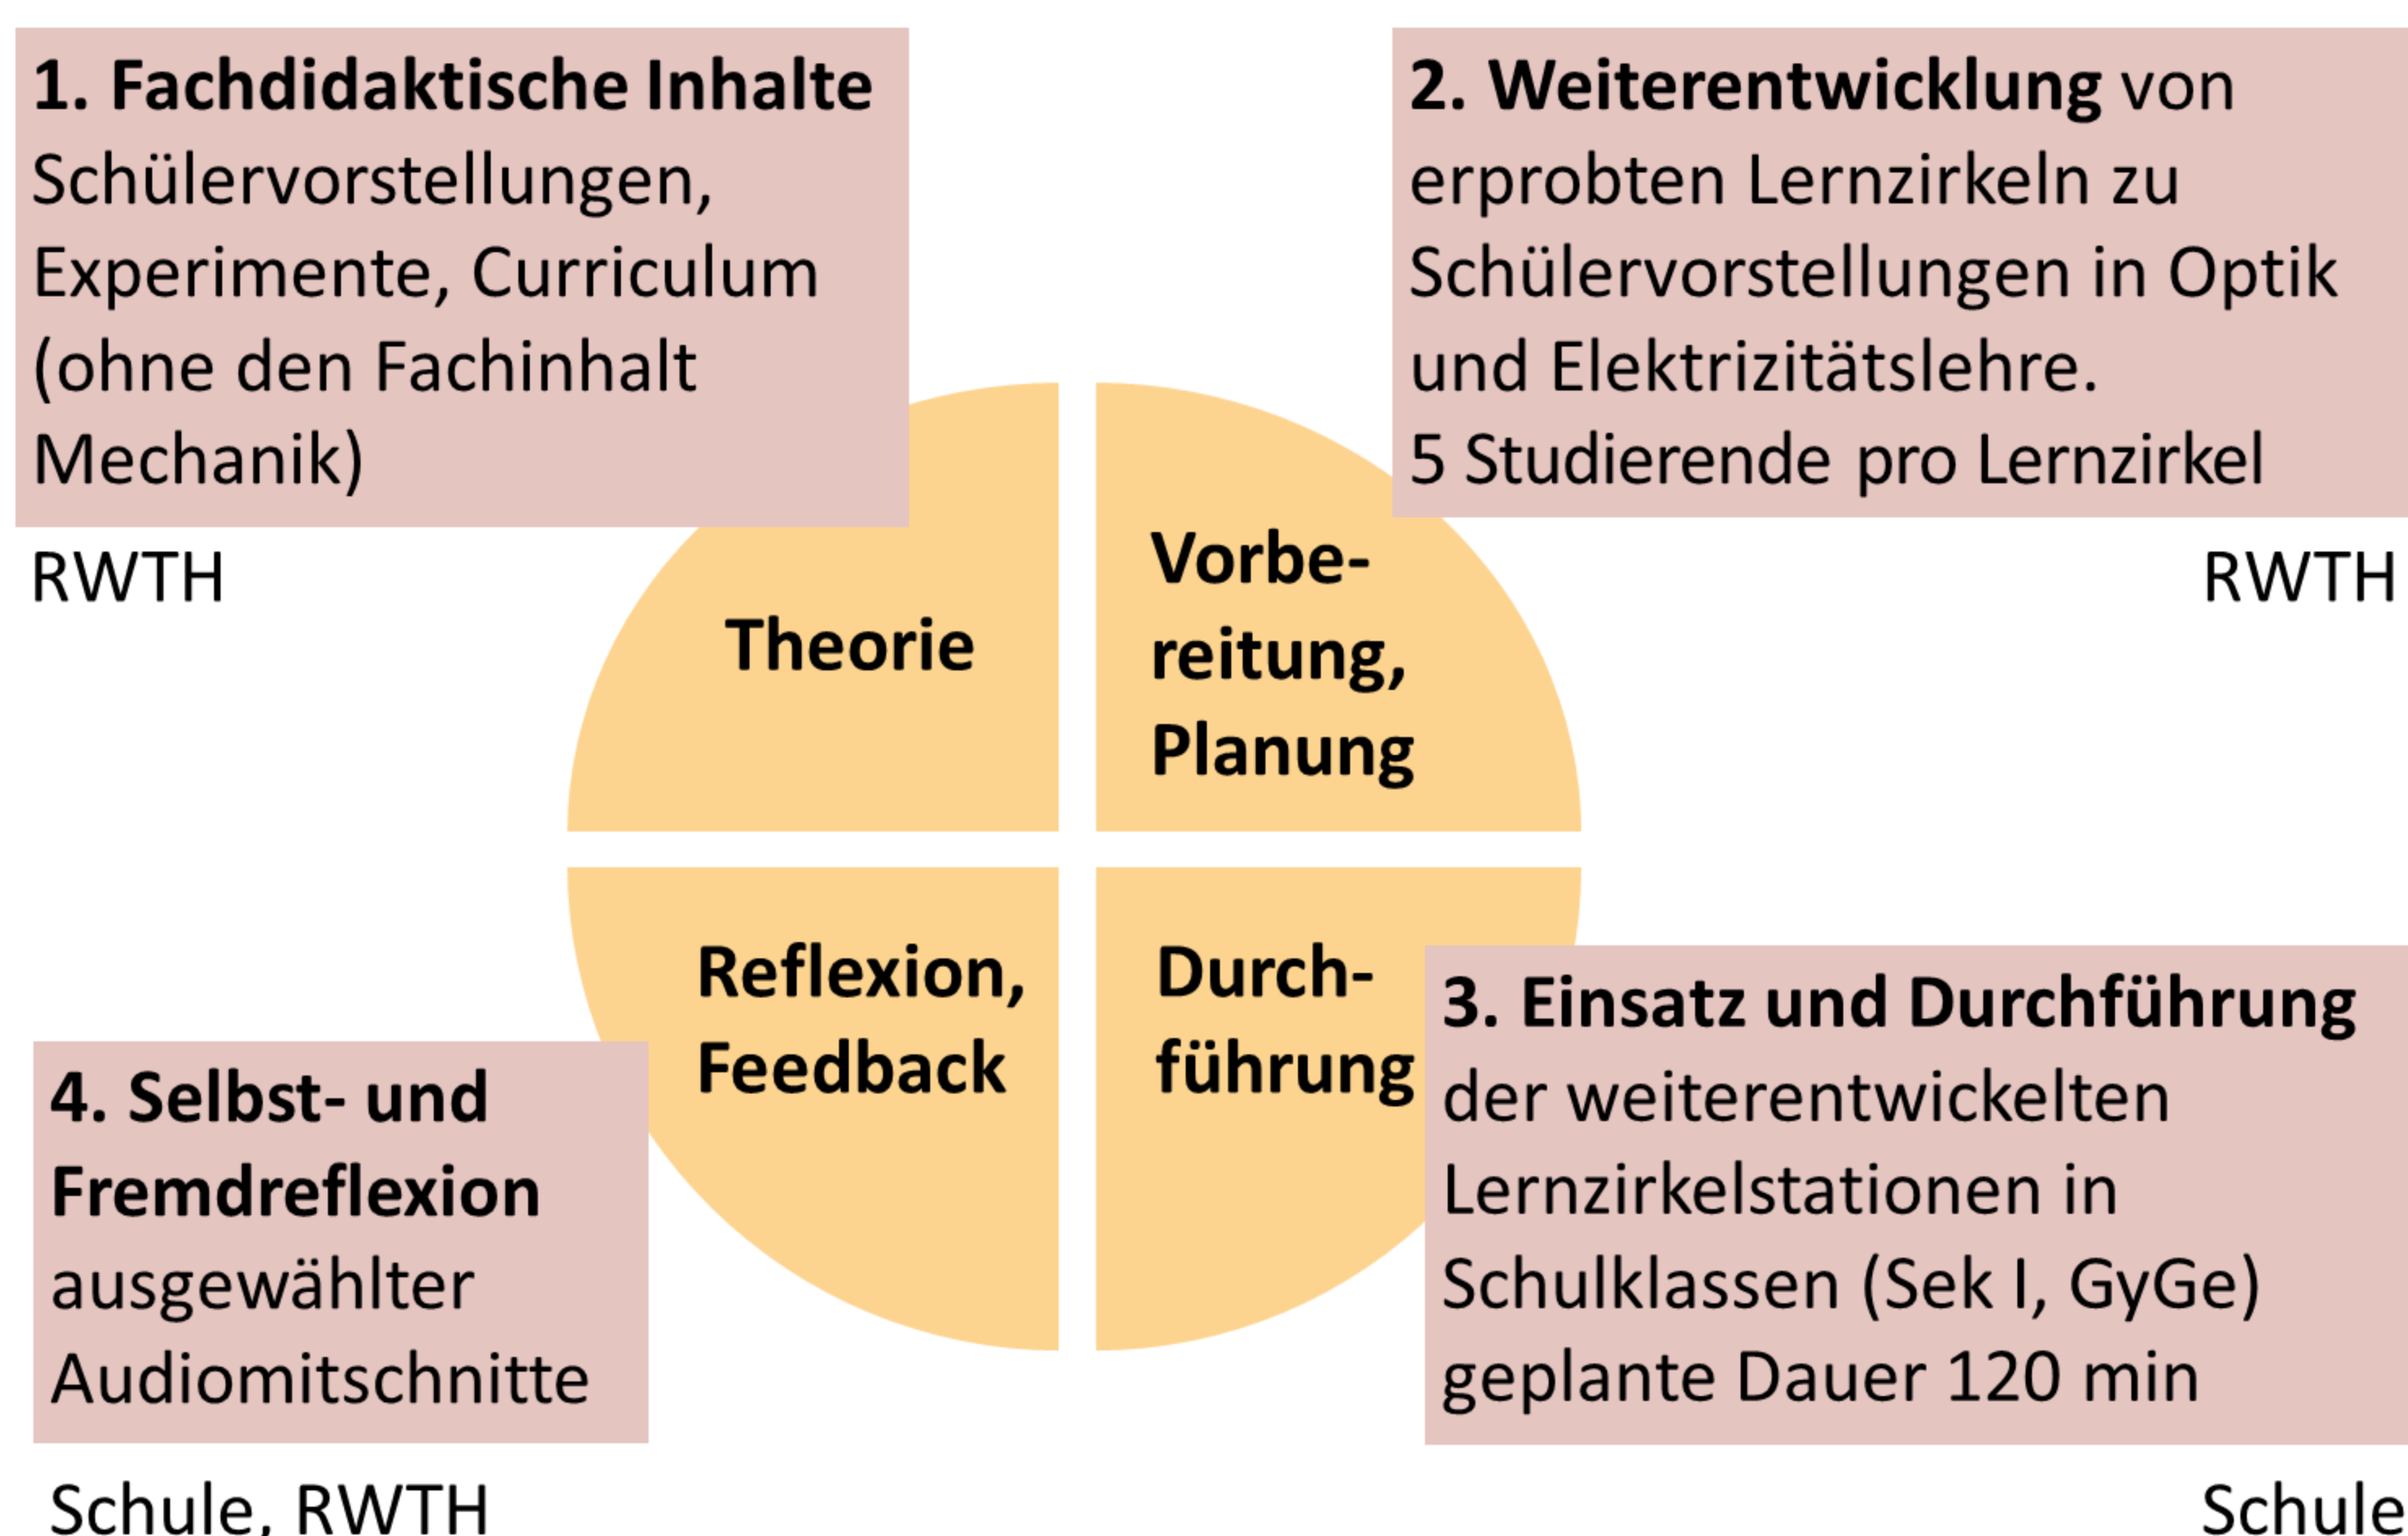 1. Fachdidaktische Inhalte
Schülervorstellungen,
Experimente, Curriculum
(ohne den Fachinhalt
Mechanik)
RWTH
2. Weiterentwicklung von
erprobten Lernzirkeln zu
Schülervorstellungen in Optik
und Elektrizitätslehre.
5 Studierende pro Lernzirkel
RWTH
Theorie
Vorbe-
reitung,
Planung
Reflexion,
Feedback
Durch-
führung
3. Einsatz und Durchführung
der weiterentwickelten
Lernzirkelstationen in
Schulklassen (Sek I, GyGe)
geplante Dauer 120 min
Schule
4. Selbst- und
Fremdreflexion
ausgewählter
Audiomitschnitte
Schule, RWTH